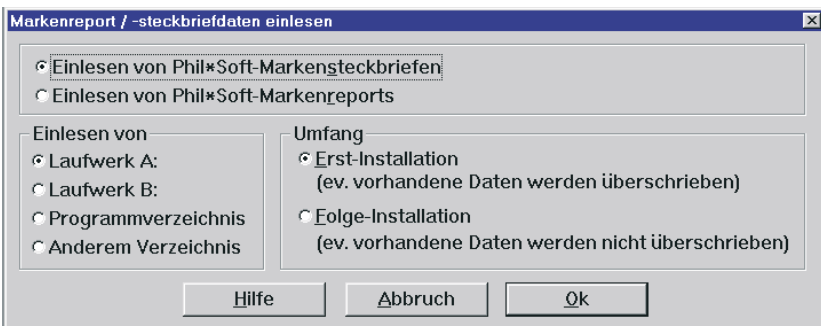 Markenreport / -steckbriefdaten einlesen
Einlesen von Phil*Soft-Markensteckbriefen
Einlesen von Phil*Soft-Markenreports
Einlesen von
Laufwerk A:
Laufwerk B:
Programmverzeichnis
Anderem Verzeichnis
Umfang
Erst-Installation
(ev. vorhandene Daten werden überschrieben)
Folge-Installation
(ev. vorhandene Daten werden nicht überschrieben)
Hilfe
Abbruch
Ok